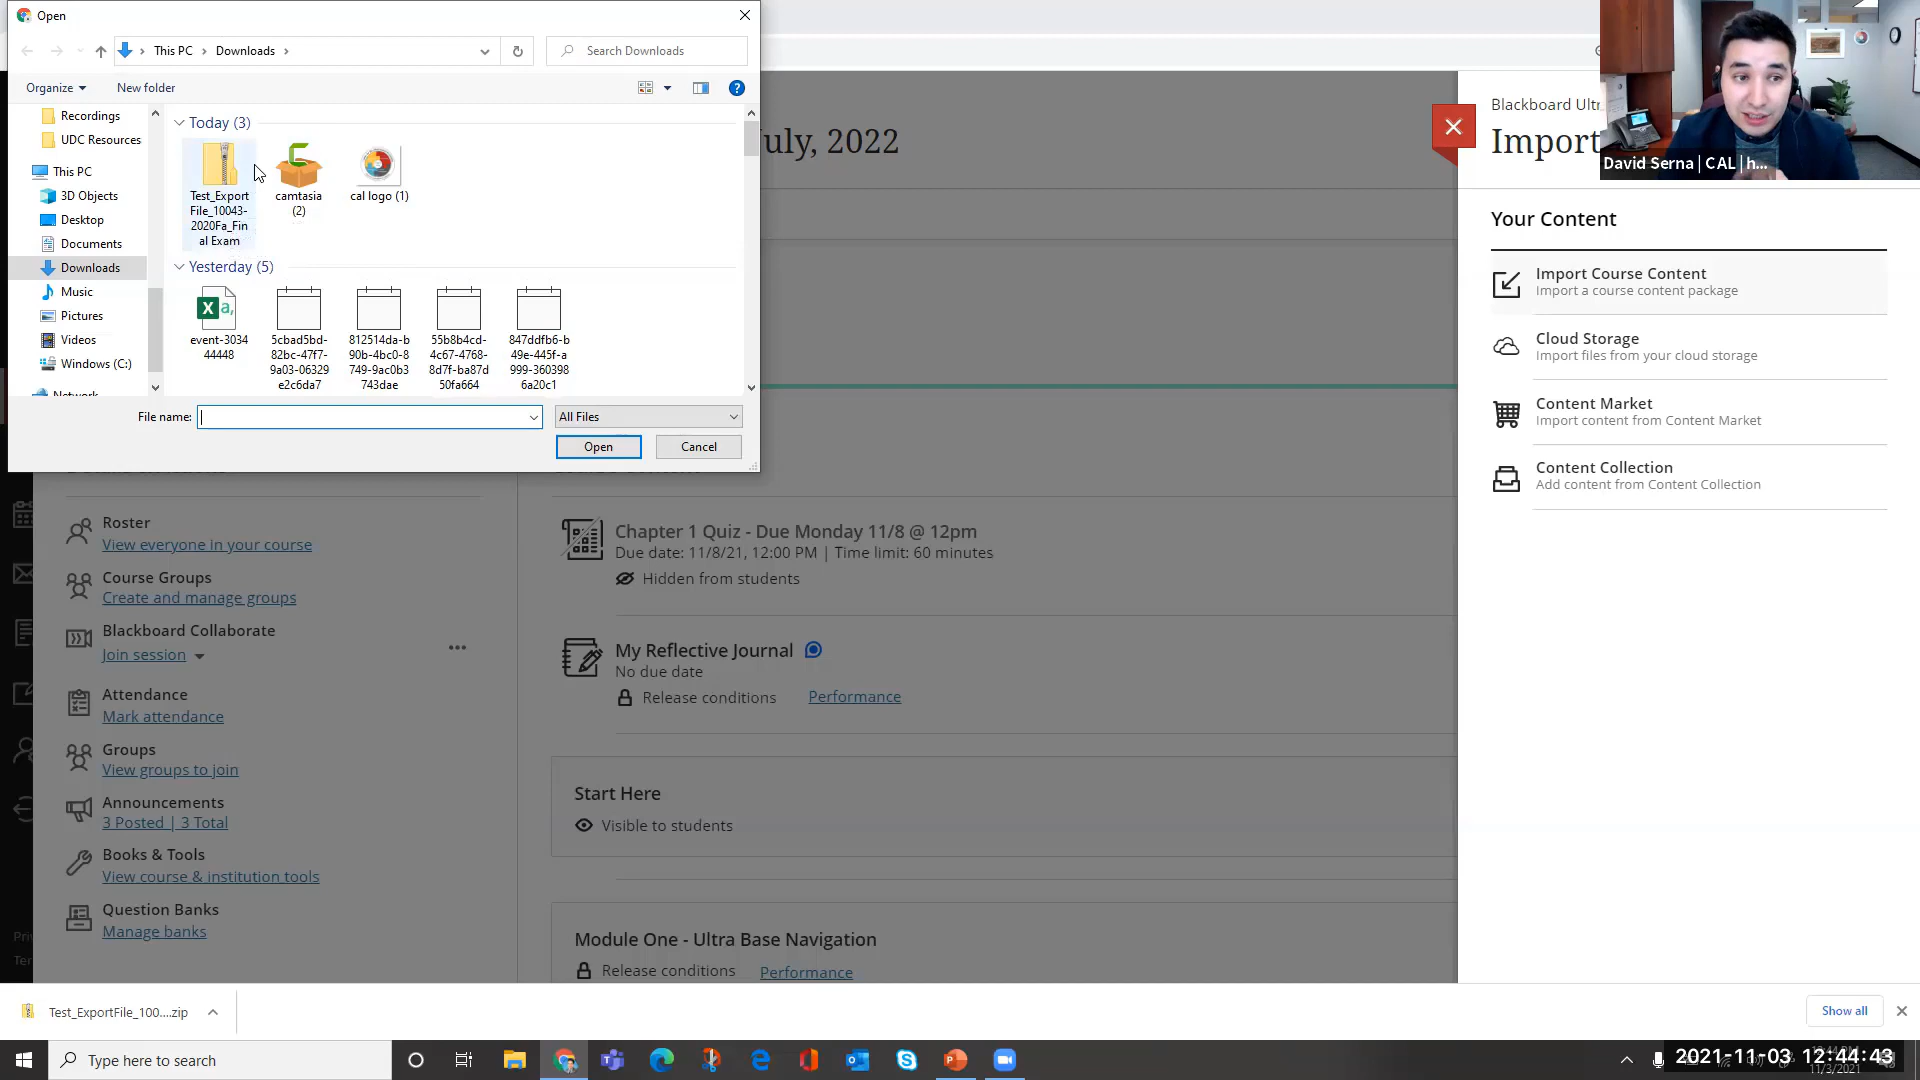 Open
This PC
Downloads
Search Downloads
Organize
New folder
Recordings
UDC Resources
This PC
3D Objects
Desktop
Documents
Downloads
Music
Pictures
Videos
Windows (C:)
Network
Today (3)
Test_Export
File_10043-
2020Fa_Fin
al Exam
camtasia
(2)
cal logo (1)
Yesterday (5)
event-3034
44448
5cbad5bd-
82bc-47f7-
9a03-06329
e2c6da7
812514da-b
90b-4bc0-8
749-9ac0b3
743dae
55b8b4cd-
4c67-4768-
8d7f-ba87d
50fa664
847ddfb6-b
49e-445f-a
999-360398
6a20c1
File name:
All Files
Open
Cancel
uly, 2022
Blackboard Ultr
Import
David Serna | CAL | h...
Your Content
Import Course Content
Import a course content package
Cloud Storage
Import files from your cloud storage
Content Market
Import content from Content Market
Content Collection
Add content from Content Collection
Roster
View everyone in your course
Course Groups
Create and manage groups
Blackboard Collaborate
Join session
Attendance
Mark attendance
Groups
View groups to join
Announcements
3 Posted | 3 Total
Books & Tools
View course & institution tools
Question Banks
Manage banks
Chapter 1 Quiz - Due Monday 11/8 @ 12pm
Due date: 11/8/21, 12:00 PM | Time limit: 60 minutes
Hidden from students
My Reflective Journal
No due date
Release conditions
Performance
Start Here
Visible to students
Module One - Ultra Base Navigation
Release conditions
Performance
Pri
Ter
Test_ExportFile_100....zip
Show all
Type here to search
2021-11-03 12:44:43
11/3/2021